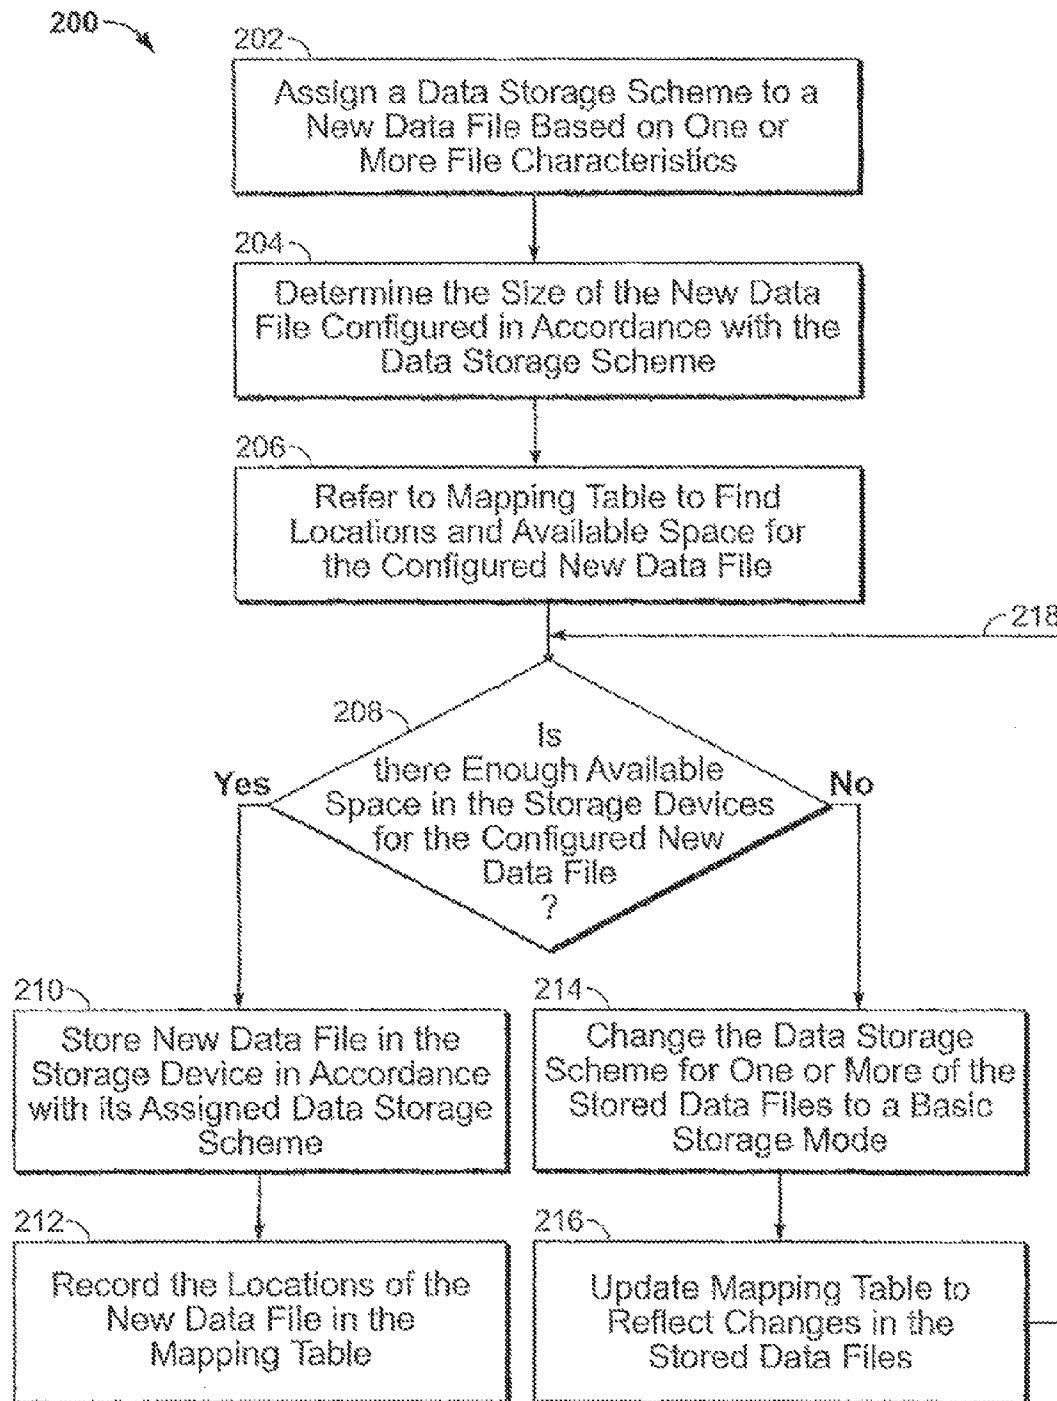 200
202
Assign a Data Storage Scheme to a
New Data File Based on One or
More File Characteristics
204
Determine the Size of the New Data
File Configured in Accordance with the
Data Storage Scheme
206
Refer to Mapping Table to Find
Locations and Available Space for
the Configured New Data File
218
208
Is
there Enough Available
Space in the Storage Devices
for the Configured New
Data File
?
Yes
No
210
Store New Data File in the
Storage Device in Accordance
with its Assigned Data Storage
Scheme
214
Change the Data Storage
Scheme for One or More of the
Stored Data Files to a Basic
Storage Mode
212
Record the Locations of the
New Data File in the
Mapping Table
216
Update Mapping Table to
Reflect Changes in the
Stored Data Files